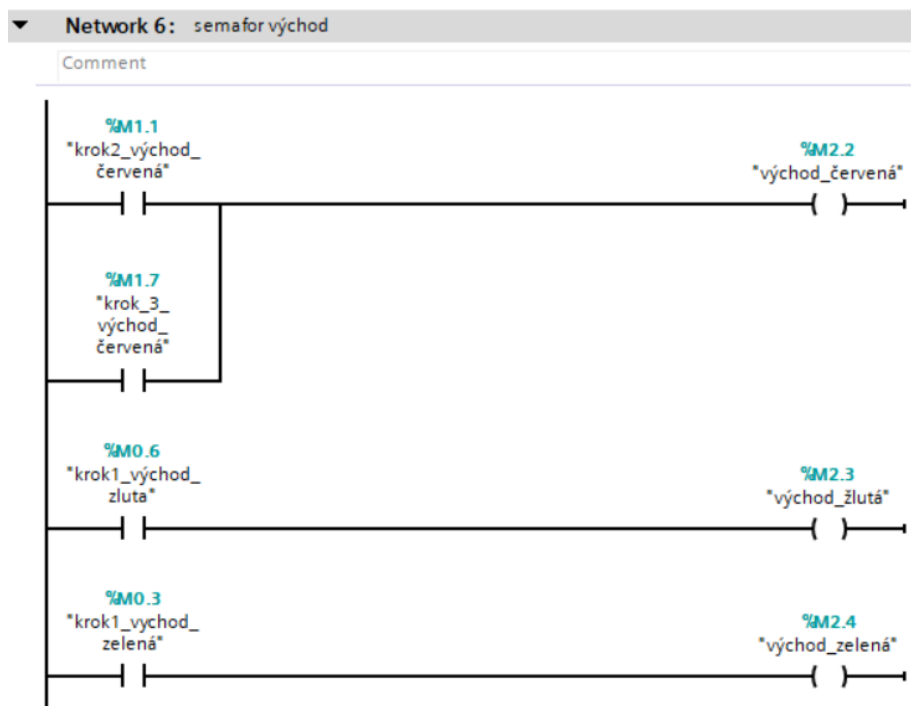 Network 6: semafor východ
Comment
%M1.1
"krok2_východ_
červená"
%M2.2
"východ_červená"
%M1.7
"krok_3_
východ_
červená"
%M0.6
"krok1_východ_
zluta"
%M2.3
"východ_žlutá"
%M0.3
"krok1_vychod_
zelená"
%M2.4
"východ_zelená"